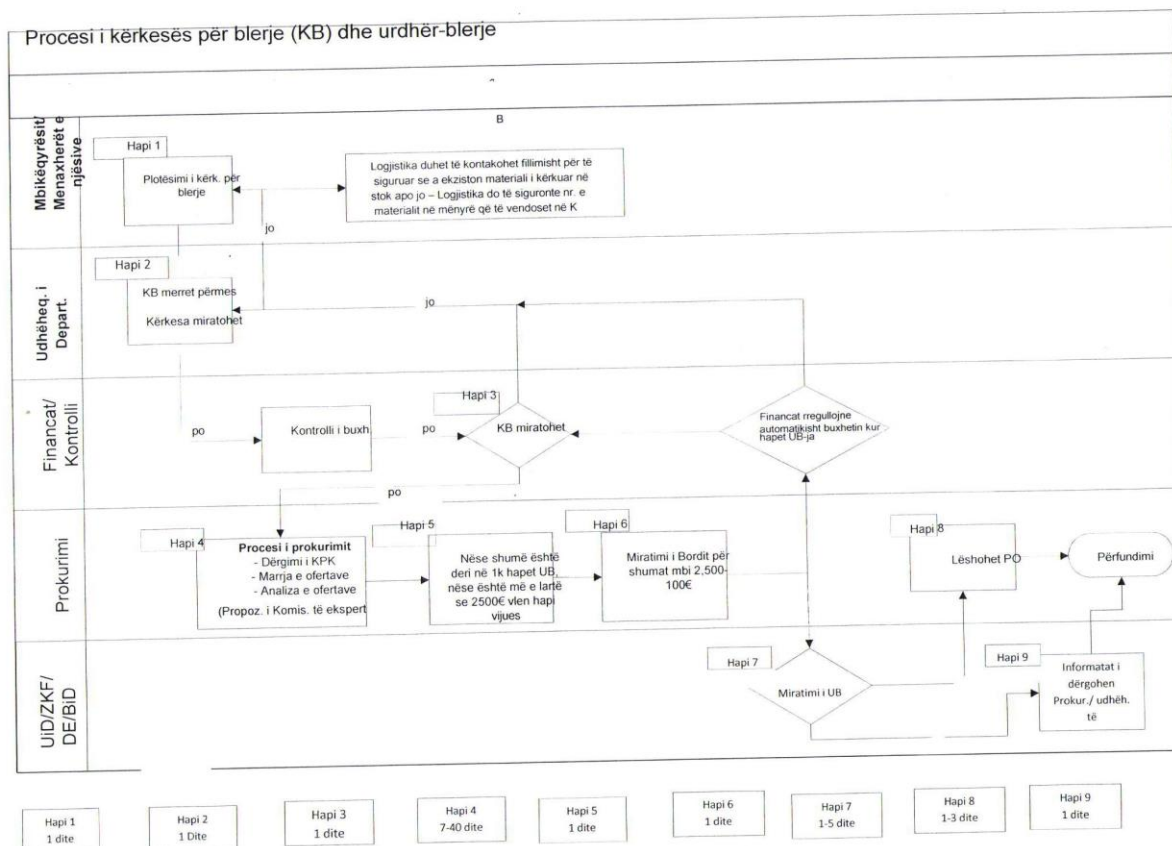 Procesi i kërkesës për blerje (KB) dhe urdhër-blerje
B
Mbikëqyrësit/
Menaxherët e
njësive
Hapi 1
Plotësimi i kërk. për
blerje
Logjistika duhet të kontakohet fillimisht për të
siguruar se a ekziston materiali i kërkuar në
stok apo jo – Logjistika do të siguronte nr. e
materialit në mënyrë që të vendoset në K
jo
Udhëheq. i
Depart.
Hapi 2
KB merret përmes
Kërkesa miratohet
jo
Financat/
Kontrolli
po
Kontrolli i buxh.
po
Hapi 3
KB miratohet
Financat rregullojne
automatikisht buxhetin kur
hapet UB-ja
po
Prokurimi
Hapi 4
Procesi i prokurimit
- Dërgimi i KPK
- Marrja e ofertave
- Analiza e ofertave
(Propoz. i Komis. të ekspert
Hapi 5
Nëse shumë është
deri në 1k hapet UB,
nëse është më e lartë
se 2500€ vlen hapi
vijues
Hapi 6
Miratimi i Bordit për
shumat mbi 2,500-
100€
Hapi 8
Lëshohet PO
Përfundimi
UiD/ZKF/
DE/BiD
Hapi 7
Miratimi i UB
Hapi 9
Informatat i
dërgohen
Prokur./ udhëh.
të
Hapi 1
1 dite
Hapi 2
1 Dite
Hapi 3
1 dite
Hapi 4
7-40 dite
Hapi 5
1 dite
Hapi 6
1 dite
Hapi 7
1-5 dite
Hapi 8
1-3 dite
Hapi 9
1 dite